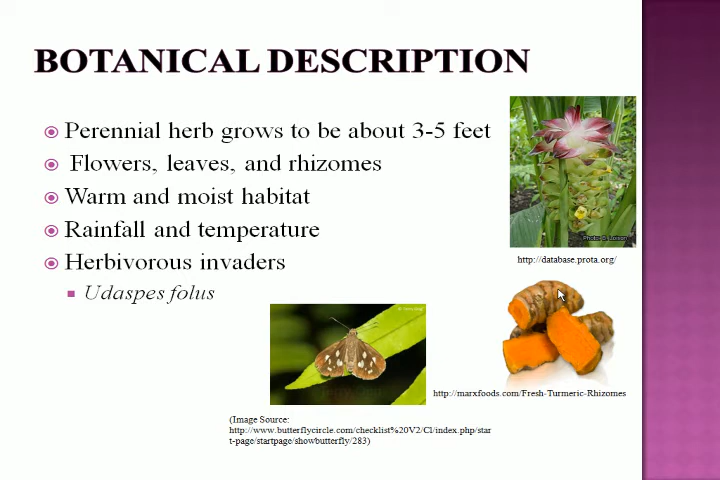 BOTANICAL DESCRIPTION
Perennial herb grows to be about 3-5 feet
Flowers, leaves, and rhizomes
Warm and moist habitat
Rainfall and temperature
Herbivorous invaders
Udaspes folus
http://database.prota.org/
http://marxfoods.com/Fresh-Turmeric-Rhizomes
(Image Source:
http://www.butterflycircle.com/checklist%20V2/CI/index.php/star
t-page/startpage/showbutterfly/283)